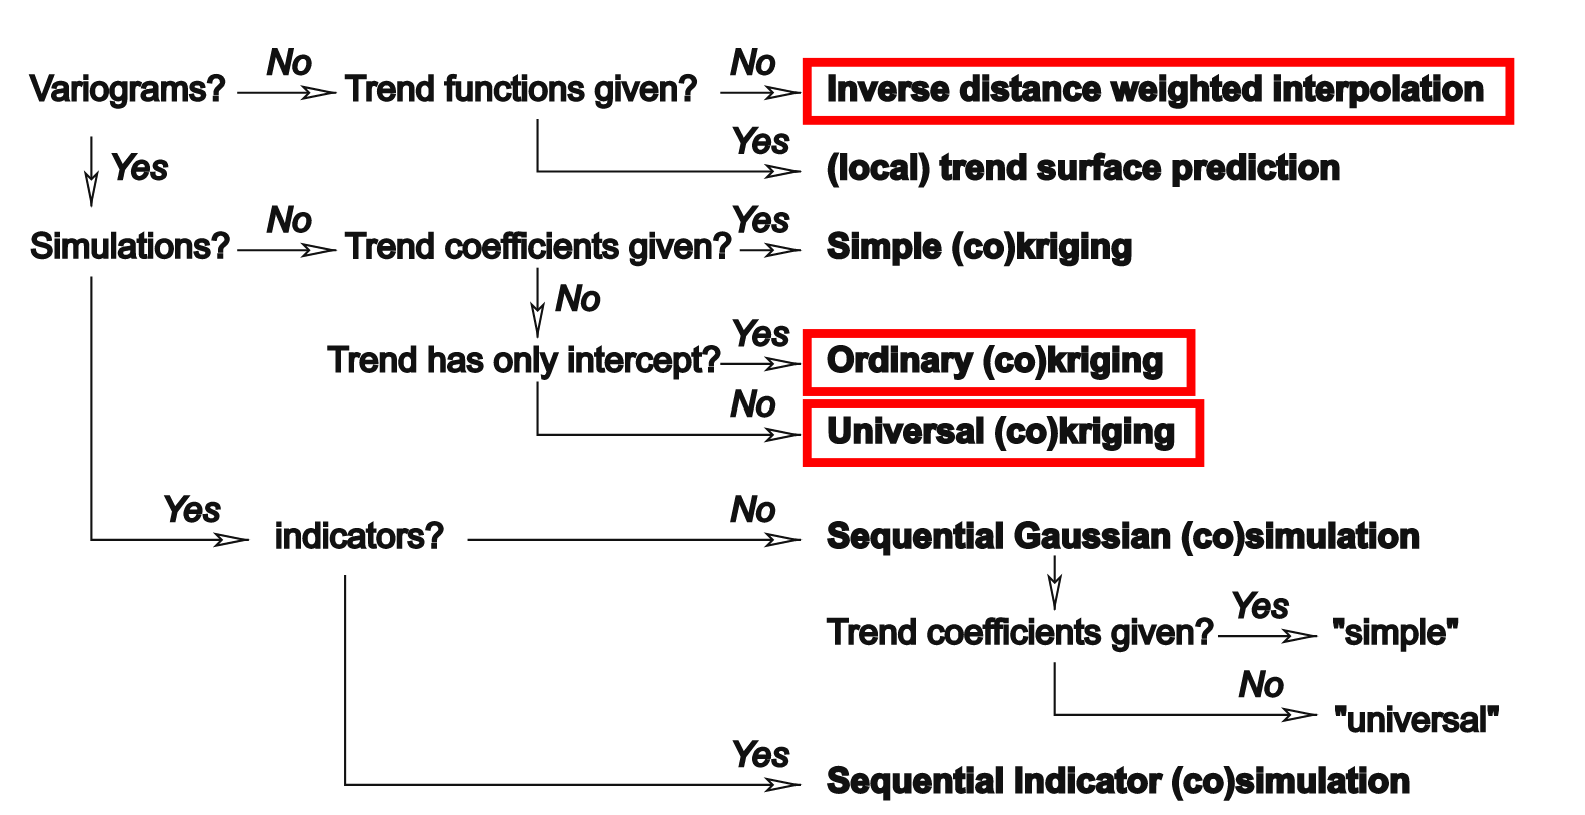 Variograms? No Trend functions given? No Inverse distance weighted interpolation
Yes Yes (local) trend surface prediction
Simulations? No Trend coefficients given? Yes Simple (co)kriging
No
Trend has only intercept? Yes Ordinary (co)kriging
No Universal (co)kriging
Yes indicators? No Sequential Gaussian (co)simulation
Trend coefficients given? Yes "simple"
No "universal"
Yes Sequential Indicator (co)simulation